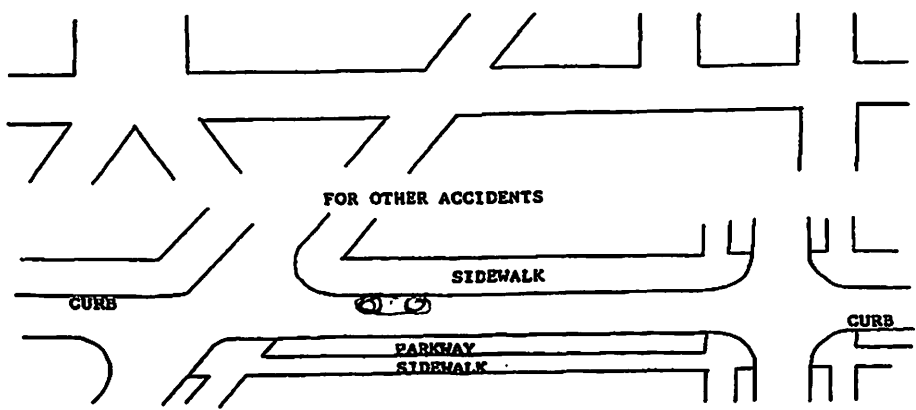 FOR OTHER ACCIDENTS
SIDEWALK
CURB
CURB
PARKWAY
SIDEWALK